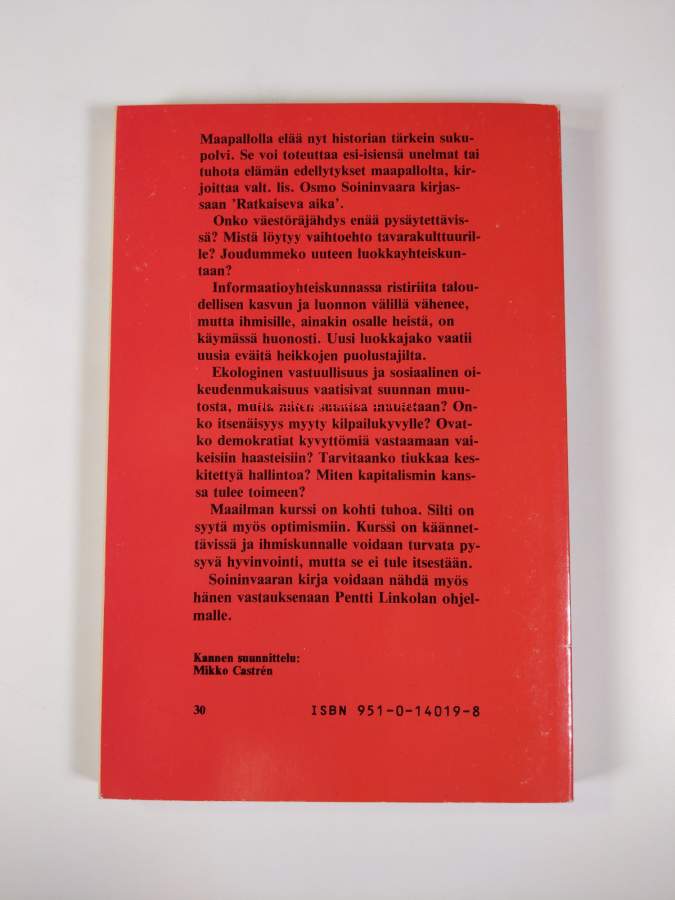 Maapallolla elää nyt historian tärkein suku-
polvi. Se voi toteuttaa esi-isiensä unelmat tai
tuhota elämän edellytykset maapallolta, kir-
joittaa valt. lis. Osmo Soininvaara kirjas-
saan 'Ratkaiseva aika'.
Onko väestöräjähdys enää pysäytettävis-
sä? Mistä löytyy vaihtoehto tavarakulttuuril-
le? Joudummeko uuteen luokkayhteiskun-
taan?
Informaatioyhteiskunnassa ristiriita talou-
dellisen kasvun ja luonnon välillä vähenee,
mutta ihmisille, ainakin osalle heistä, on
käymässä huonosti. Uusi luokkajako vaatii
uusia eväitä heikkojen puolustajilta.
Ekologinen vastuullisuus ja sosiaalinen oi-
keudenmukaisuus vaatisivat suunnan muu-
tosta, mutta miten suuntaa muutetaan? On-
ko itsenäisyys myyty kilpailukyvylle? Ovat-
ko demokratiat kyvyttömiä vastaamaan vai-
keisiin haasteisiin? Tarvitaanko tiukkaa kes-
kitettyä hallintoa? Miten kapitalismin kans-
sa tulee toimeen?
Maailman kurssi on kohti tuhoa. Silti on
syytä myös optimismiin. Kurssi on käännet-
tävissä ja ihmiskunnalle voidaan turvata py-
syvä hyvinvointi, mutta se ei tule itsestään.
Soininvaaran kirja voidaan nähdä myös
hänen vastauksenaan Pentti Linkolan ohjel-
malle.
Kannen suunnittelu:
Mikko Castrén
30 ISBN 951-0-14019-8